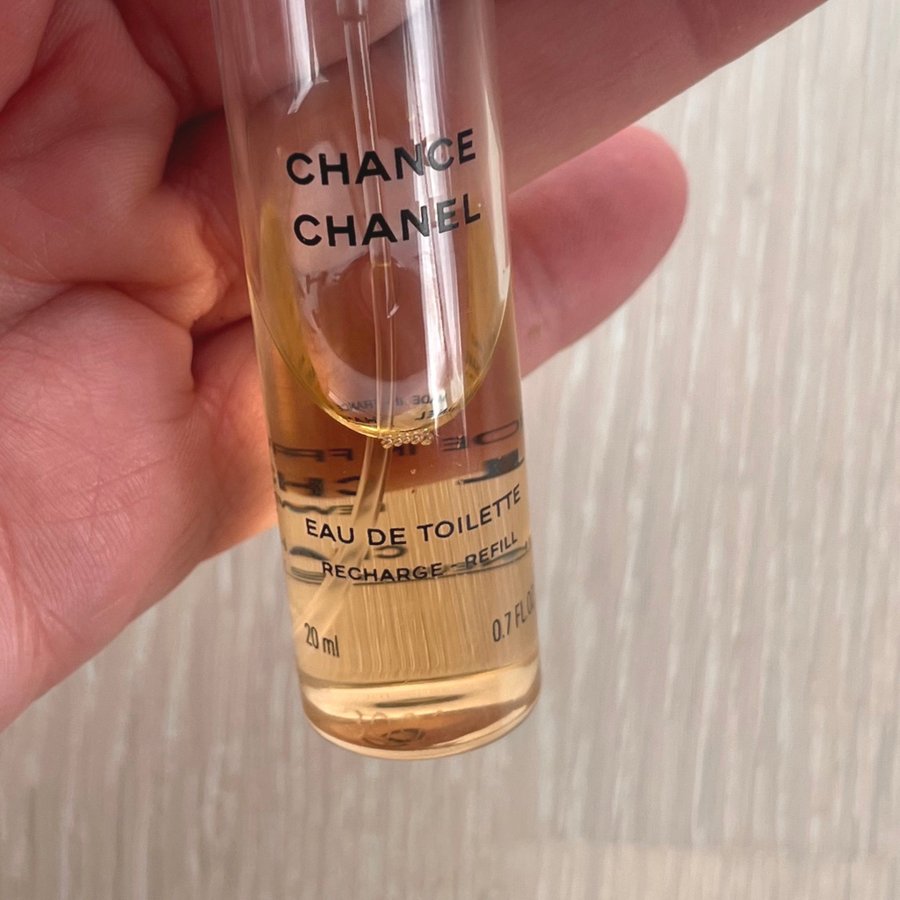 CHANCE
CHANEL
EAU DE TOILETTE
RECHARGE - REFILL
20 ml 0.7 FL.OZ